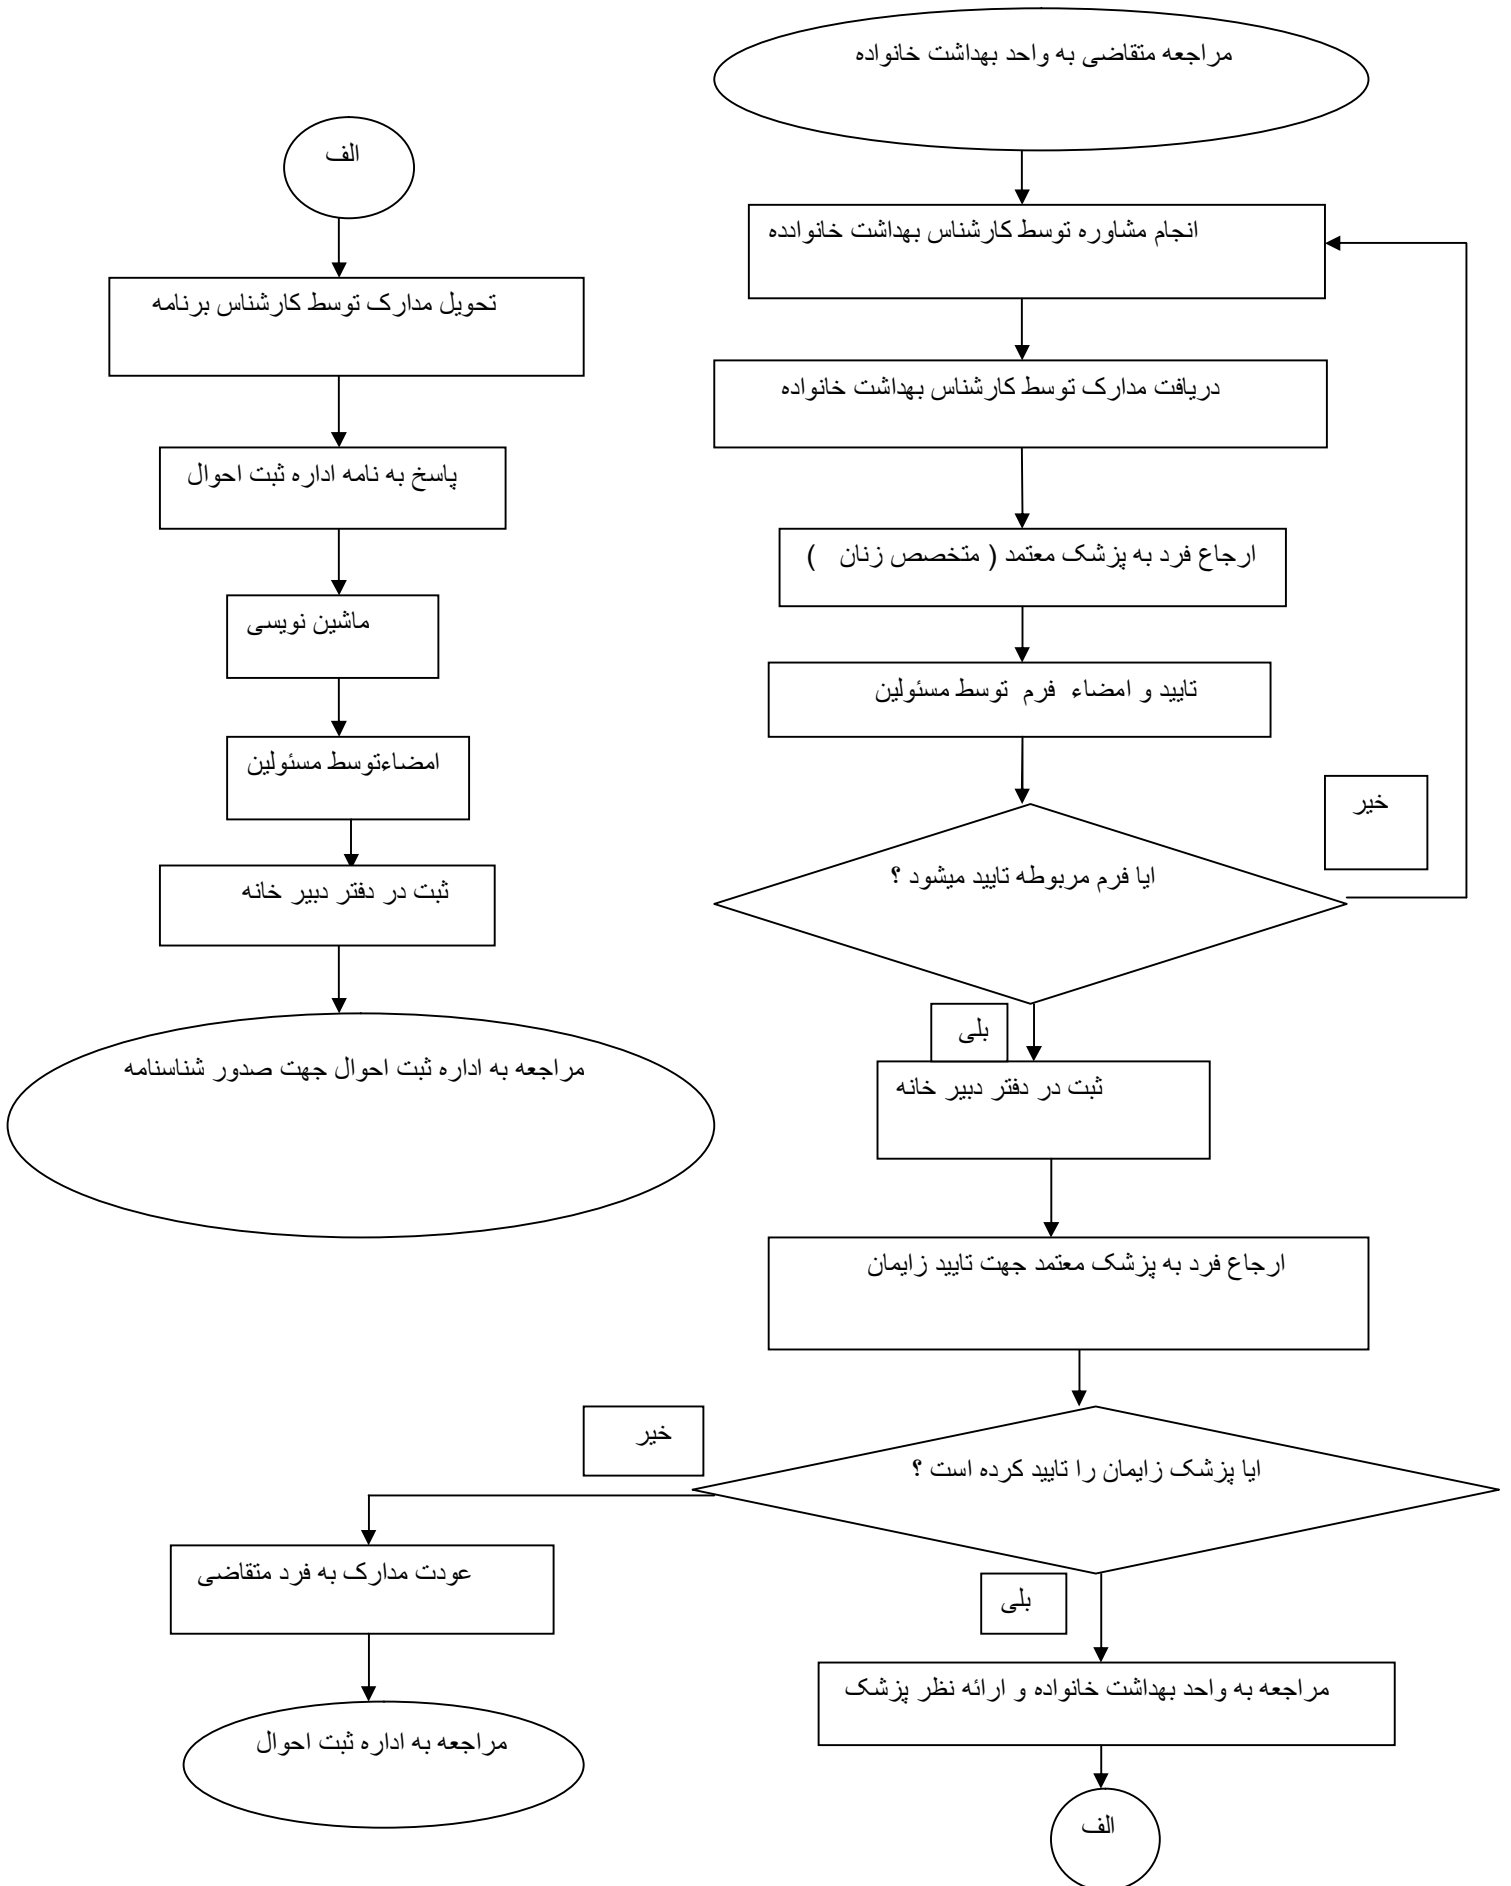 مراجعه متقاضی به واحد بهداشت خانواده
انجام مشاوره توسط کارشناس بهداشت خانوادده
دریافت مدارک توسط کارشناس بهداشت خانواده
ارجاع فرد به پزشک معتمد ( متخصص زنان )
تایید و امضاء فرم توسط مسئولین
ایا فرم مربوطه تایید میشود ؟
خیر
بلی
ثبت در دفتر دبیر خانه
ارجاع فرد به پزشک معتمد جهت تایید زایمان
ایا پزشک زایمان را تایید کرده است ؟
خیر
عودت مدارک به فرد متقاضی
مراجعه به اداره ثبت احوال
بلی
مراجعه به واحد بهداشت خانواده و ارائه نظر پزشک
الف
الف
تحویل مدارک توسط کارشناس برنامه
پاسخ به نامه اداره ثبت احوال
ماشین نویسی
امضاءتوسط مسئولین
ثبت در دفتر دبیر خانه
مراجعه به اداره ثبت احوال جهت صدور شناسنامه